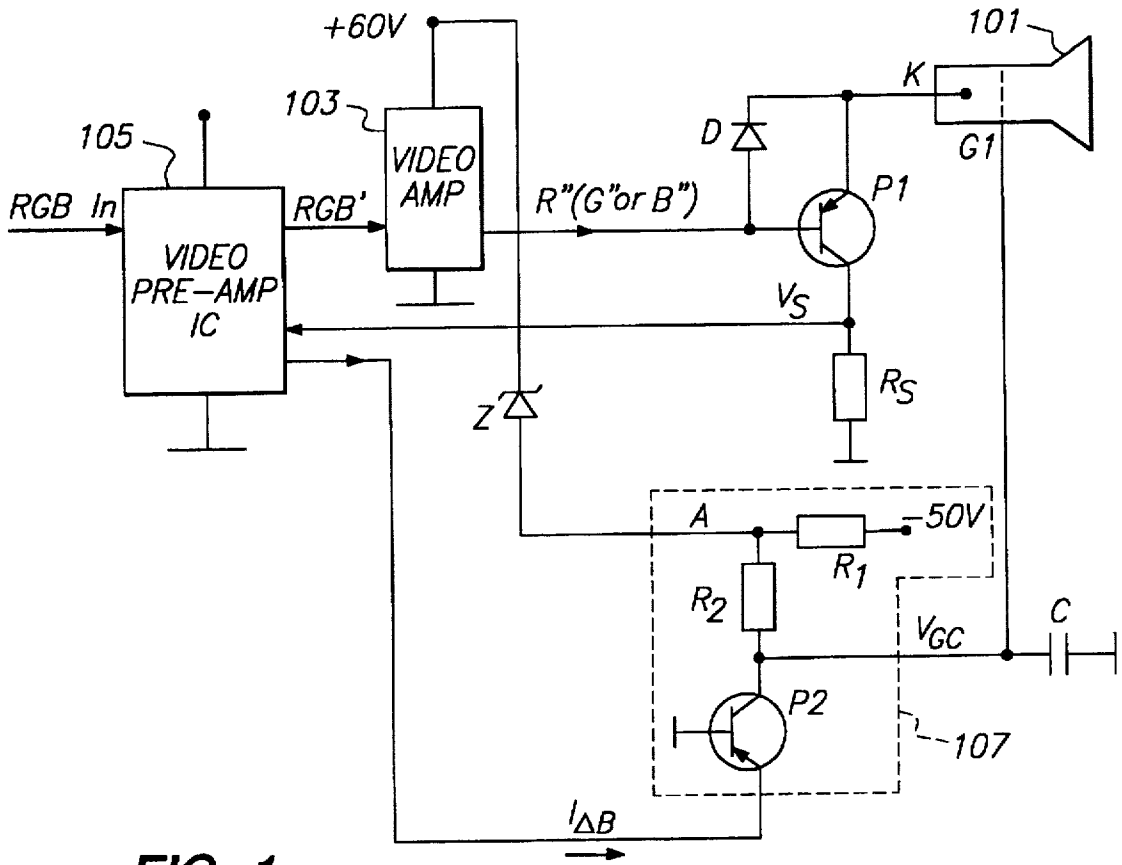 +60V
101
K
G1
103
105
VIDEO
AMP
D
P1
RGB In
RGB'
R"(G"or B")
VIDEO
PRE-AMP
IC
VS
RS
Z
A
-50V
R1
R2
VGC
C
P2
107
IΔB
FIG. 1